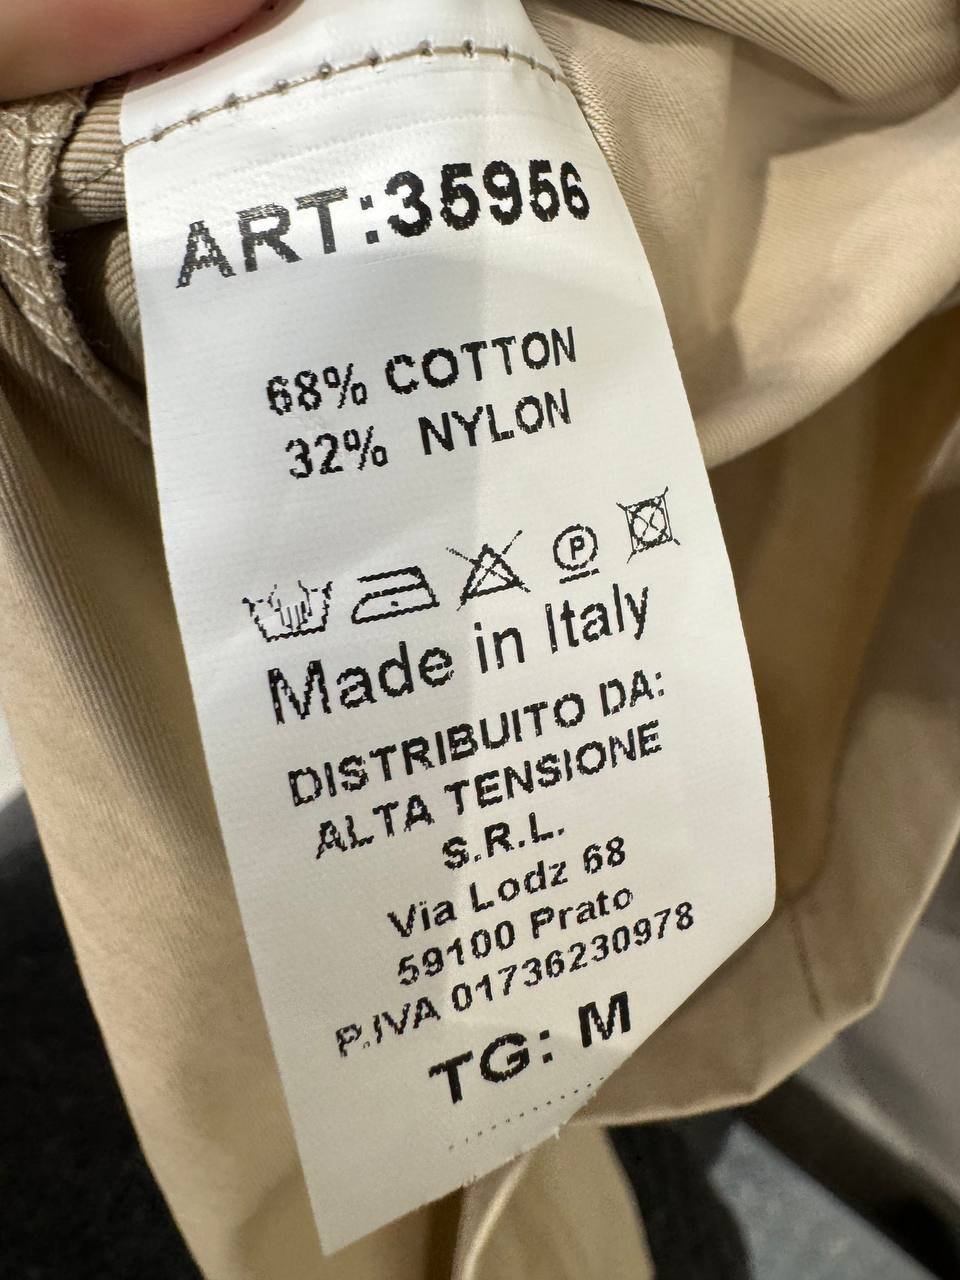 ART:35956
68% COTTON
32% NYLON
P
Made in Italy
DISTRIBUITO DA:
ALTA TENSIONE
S.R.L.
Via Lodz 68
59100 Prato
P.IVA 01736230978
TG: M